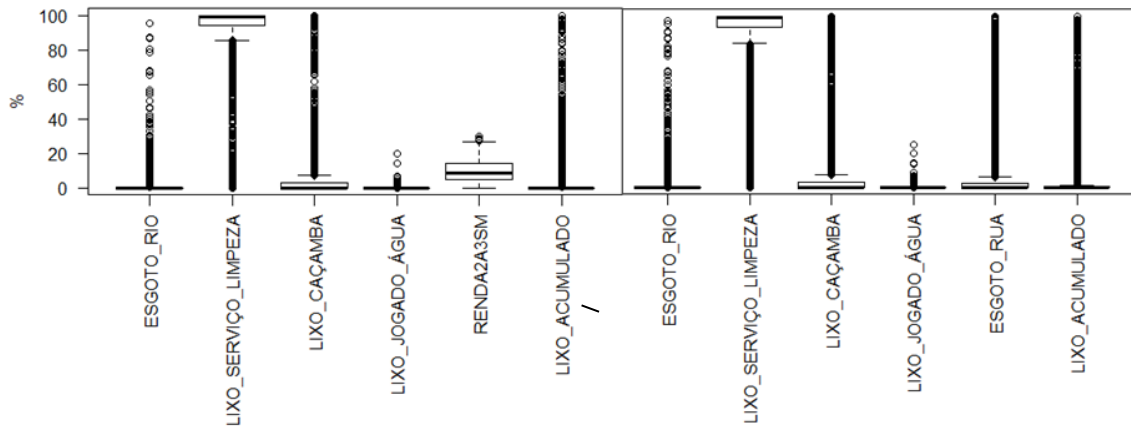 %
100
80
60
40
20
0
ESGOTO_RIO
LIXO_SERVIÇO_LIMPEZA
LIXO_CAÇAMBA
LIXO_JOGADO_ÁGUA
RENDA2A3SM
LIXO_ACUMULADO
/
ESGOTO_RIO
LIXO_SERVIÇO_LIMPEZA
LIXO_CAÇAMBA
LIXO_JOGADO_ÁGUA
ESGOTO_RUA
LIXO_ACUMULADO